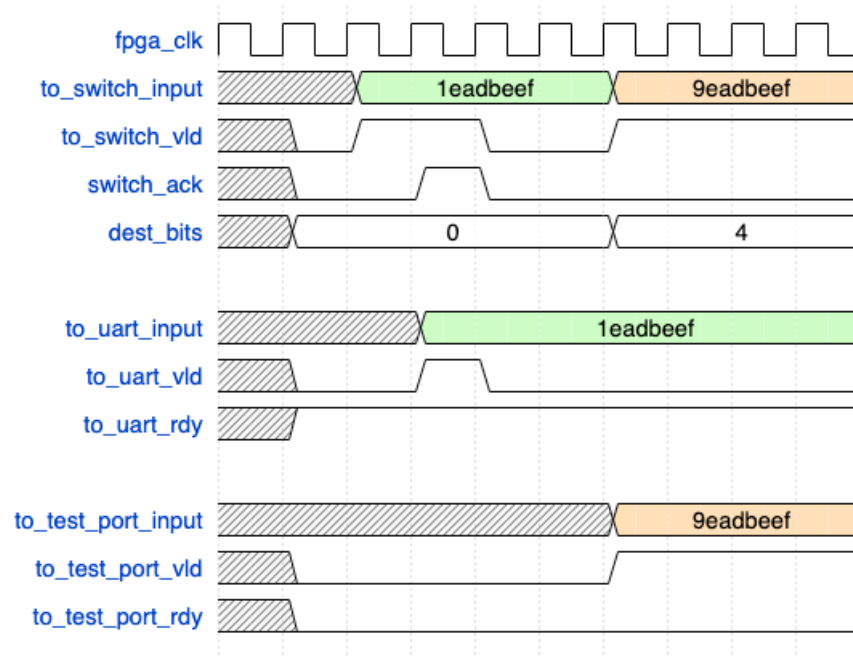 fpga_clk
to_switch_input 1eadbeef 9eadbeef
to_switch_vld
switch_ack
dest_bits 0 4
to_uart_input 1eadbeef
to_uart_vld
to_uart_rdy
to_test_port_input 9eadbeef
to_test_port_vld
to_test_port_rdy